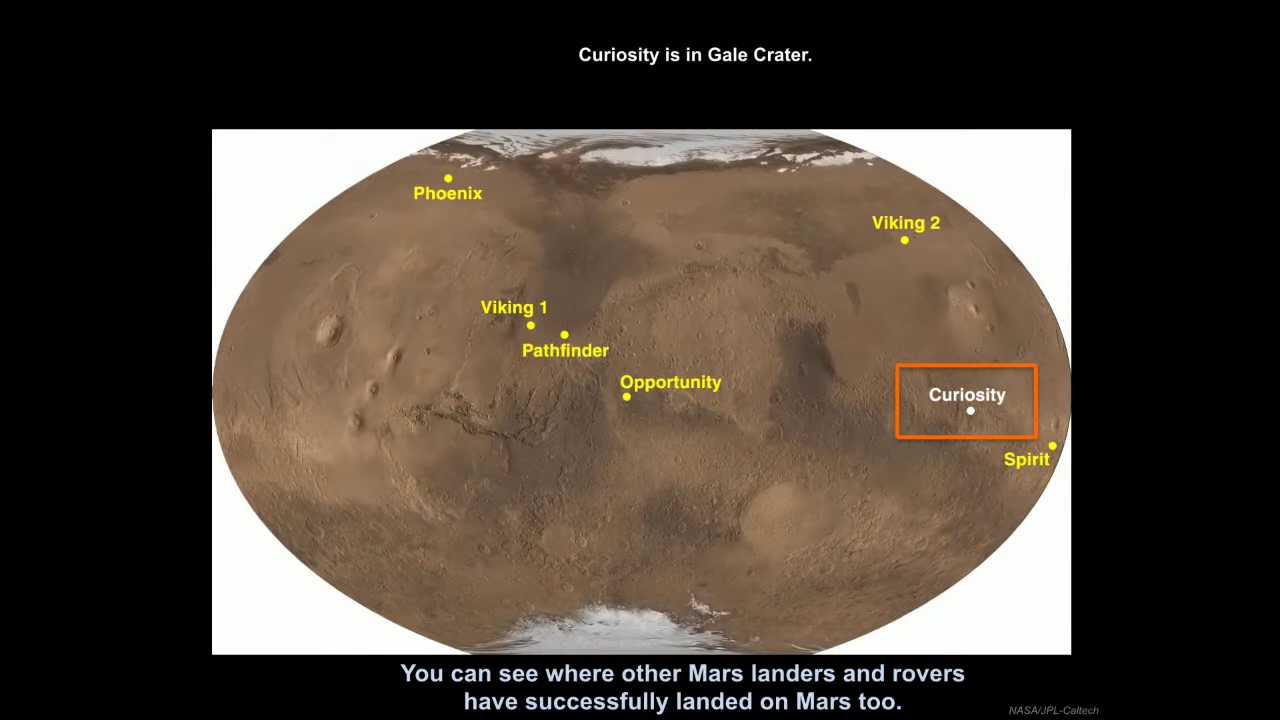 Curiosity is in Gale Crater.
Phoenix
Viking 2
Viking 1
Pathfinder
Opportunity
Curiosity
Spirit
You can see where other Mars landers and rovers
have successfully landed on Mars too.
NASA/JPL-Caltech